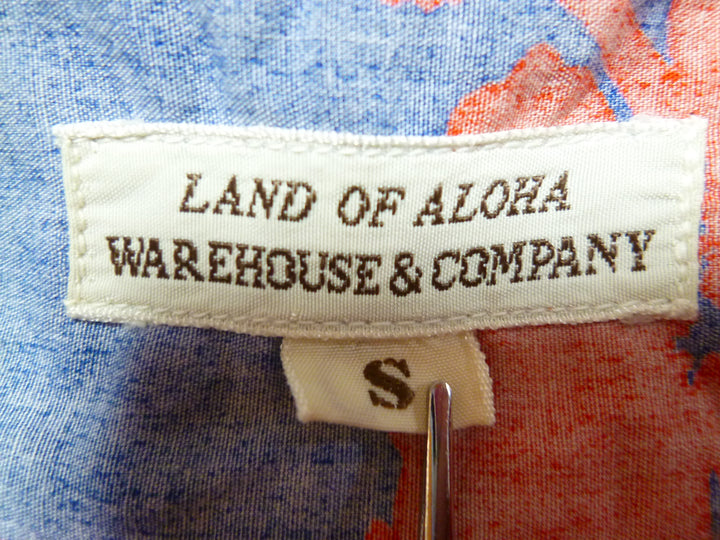 LAND OF ALOHA
WAREHOUSE & COMPANY
S